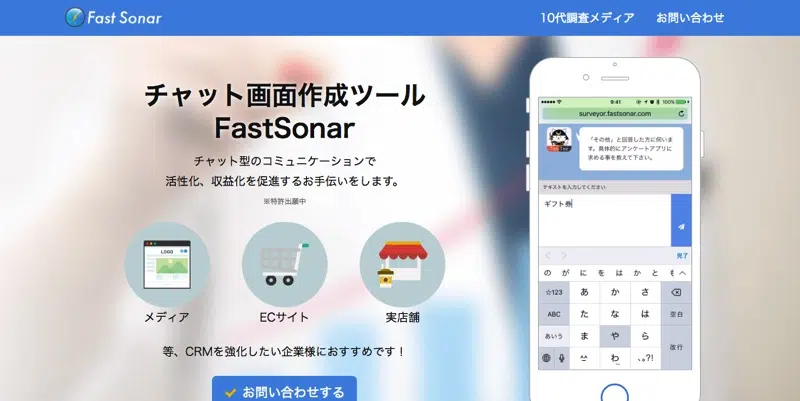 Fast Sonar
10代調査メディア
お問い合わせ
チャット画面作成ツール
FastSonar
チャット型のコミュニケーションで
活性化、収益化を促進するお手伝いをします。
※特許出願中
LOGO
メディア
ECサイト
実店舗
等、CRMを強化したい企業様におすすめです！
お問い合わせする
9:41
100%
surveyor.fastsonar.com
「その他」と回答した方に伺いま
す。具体的にアンケートアプリに
求める事を教えて下さい。
テキストを入力してください
ギフト券
完了
の が に を は か と も
☆123 あ か さ
ABC た な は 空白
あいう ま や ら
わ 、。?! 改行